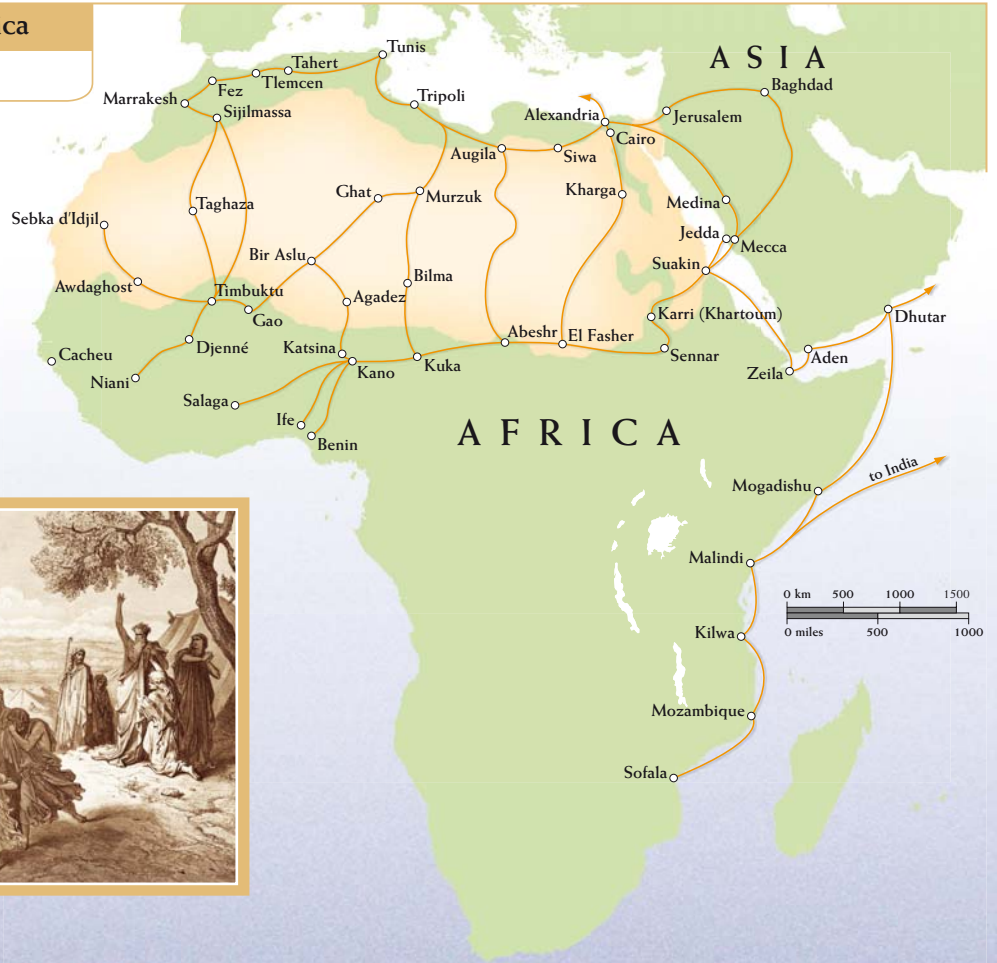 ica
ASIA
Tunis
Tahert
Tlemcen
Fez
Marrakesh
Sijilmassa
Tripoli
Alexandria
Cairo
Jerusalem
Baghdad
Augila
Siwa
Kharga
Ghat
Murzuk
Medina
Taghaza
Sebka d'Idjil
Jedda
Mecca
Bir Aslu
Suakin
Bilma
Awdaghost
Timbuktu
Agadez
Gao
Karri (Khartoum)
Dhutar
Djenné
Katsina
Abeshr
El Fasher
Cacheu
Kano
Kuka
Sennar
Aden
Niani
Zeila
Salaga
Ife
Benin
AFRICA
Mogadishu
to India
Malindi
0 km 500 1000 1500
0 miles 500 1000
Kilwa
Mozambique
Sofala